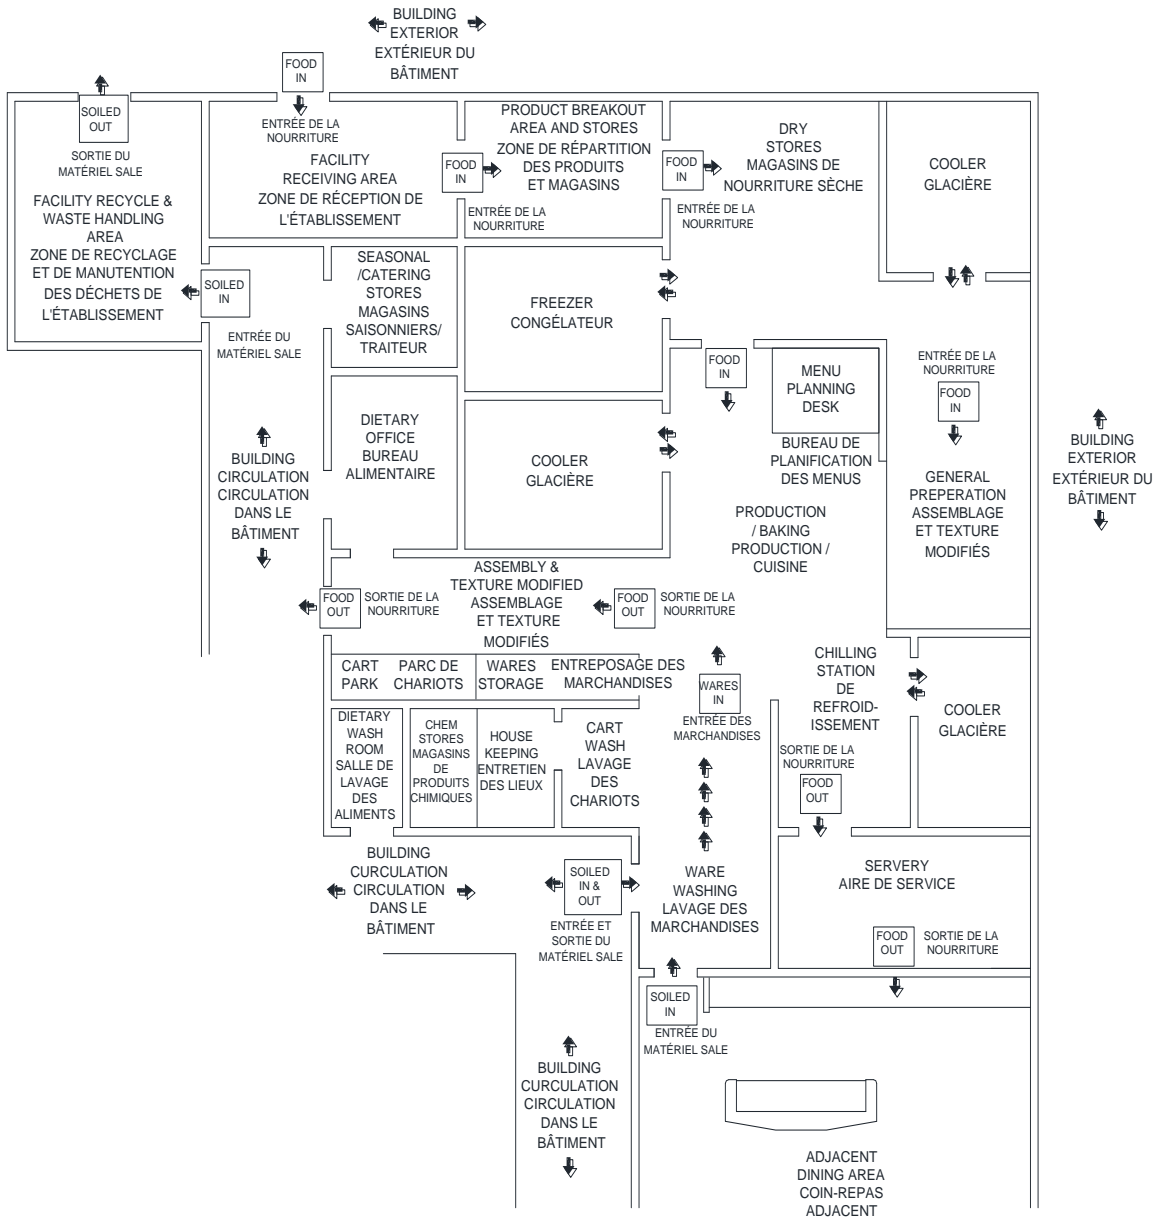 BUILDING
EXTERIOR
EXTÉRIEUR DU
BÂTIMENT
FOOD
IN
ENTRÉE DE LA
NOURRITURE
SOILED
OUT
SORTIE DU
MATÉRIEL SALE
FACILITY RECYCLE &
WASTE HANDLING
AREA
ZONE DE RECYCLAGE
ET DE MANUTENTION
DES DÉCHETS DE
L'ÉTABLISSEMENT
FACILITY
RECEIVING AREA
ZONE DE RÉCEPTION DE
L'ÉTABLISSEMENT
FOOD
IN
ENTRÉE DE LA
NOURRITURE
PRODUCT BREAKOUT
AREA AND STORES
ZONE DE RÉPARTITION
DES PRODUITS
ET MAGASINS
FOOD
IN
ENTRÉE DE LA
NOURRITURE
DRY
STORES
MAGASINS DE
NOURRITURE SÈCHE
COOLER
GLACIÈRE
SOILED
IN
ENTRÉE DU
MATÉRIEL SALE
SEASONAL
/CATERING
STORES
MAGASINS
SAISONNIERS/
TRAITEUR
FREEZER
CONGÉLATEUR
FOOD
IN
MENU
PLANNING
DESK
BUREAU DE
PLANIFICATION
DES MENUS
ENTRÉE DE LA
NOURRITURE
FOOD
IN
GENERAL
PREPERATION
ASSEMBLAGE
ET TEXTURE
MODIFIÉS
BUILDING
EXTERIOR
EXTÉRIEUR DU
BÂTIMENT
BUILDING
CIRCULATION
CIRCULATION
DANS LE
BÂTIMENT
DIETARY
OFFICE
BUREAU
ALIMENTAIRE
COOLER
GLACIÈRE
PRODUCTION
/ BAKING
PRODUCTION /
CUISINE
FOOD
OUT
SORTIE DE LA
NOURRITURE
ASSEMBLY &
TEXTURE MODIFIED
ASSEMBLAGE
ET TEXTURE
MODIFIÉS
FOOD
OUT
SORTIE DE LA
NOURRITURE
CART
PARK
PARC DE
CHARIOTS
WARES
STORAGE
ENTREPOSAGE DES
MARCHANDISES
WARES
IN
ENTRÉE DES
MARCHANDISES
CHILLING
STATION
DE
REFROID-
ISSEMENT
COOLER
GLACIÈRE
DIETARY
WASH
ROOM
SALLE DE
LAVAGE
DES
ALIMENTS
CHEM
STORES
MAGASINS
DE
PRODUITS
CHIMIQUES
HOUSE
KEEPING
ENTRETIEN
DES LIEUX
CART
WASH
LAVAGE
DES
CHARIOTS
SORTIE DE LA
NOURRITURE
FOOD
OUT
BUILDING
CURCULATION
CIRCULATION
DANS LE
BÂTIMENT
SOILED
IN &
OUT
ENTRÉE ET
SORTIE DU
MATÉRIEL SALE
WARE
WASHING
LAVAGE DES
MARCHANDISES
SERVERY
AIRE DE SERVICE
FOOD
OUT
SORTIE DE LA
NOURRITURE
SOILED
IN
ENTRÉE DU
MATÉRIEL SALE
BUILDING
CURCULATION
CIRCULATION
DANS LE
BÂTIMENT
ADJACENT
DINING AREA
COIN-REPAS
ADJACENT